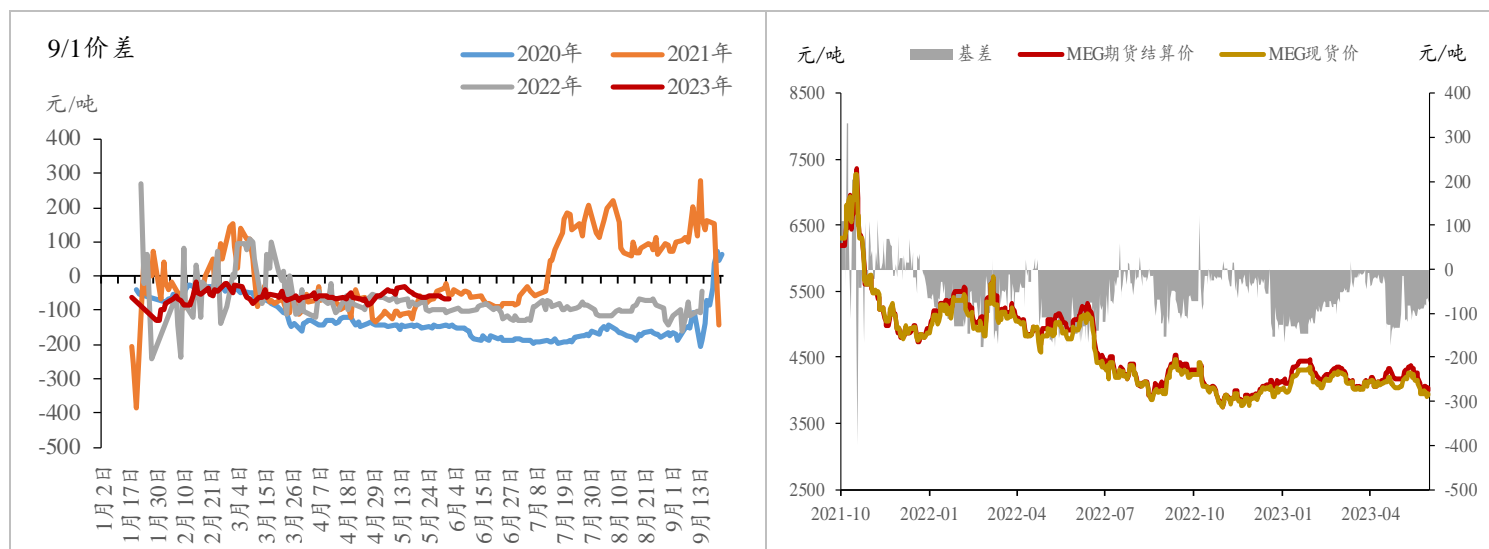 9/1价差
2020年 2021年
2022年 2023年
元/吨
400
300
200
100
0
-100
-200
-300
-400
-500
1月2日
1月17日
1月30日
2月10日
2月21日
3月4日
3月15日
3月26日
4月7日
4月18日
4月29日
5月13日
5月24日
6月4日
6月15日
6月27日
7月8日
7月19日
7月30日
8月10日
8月21日
9月1日
9月13日
元/吨 基差 MEG期货结算价 MEG现货价 元/吨
8500
7500
6500
5500
4500
3500
2500
400
300
200
100
0
-100
-200
-300
-400
-500
2021-10 2022-01 2022-04 2022-07 2022-10 2023-01 2023-04